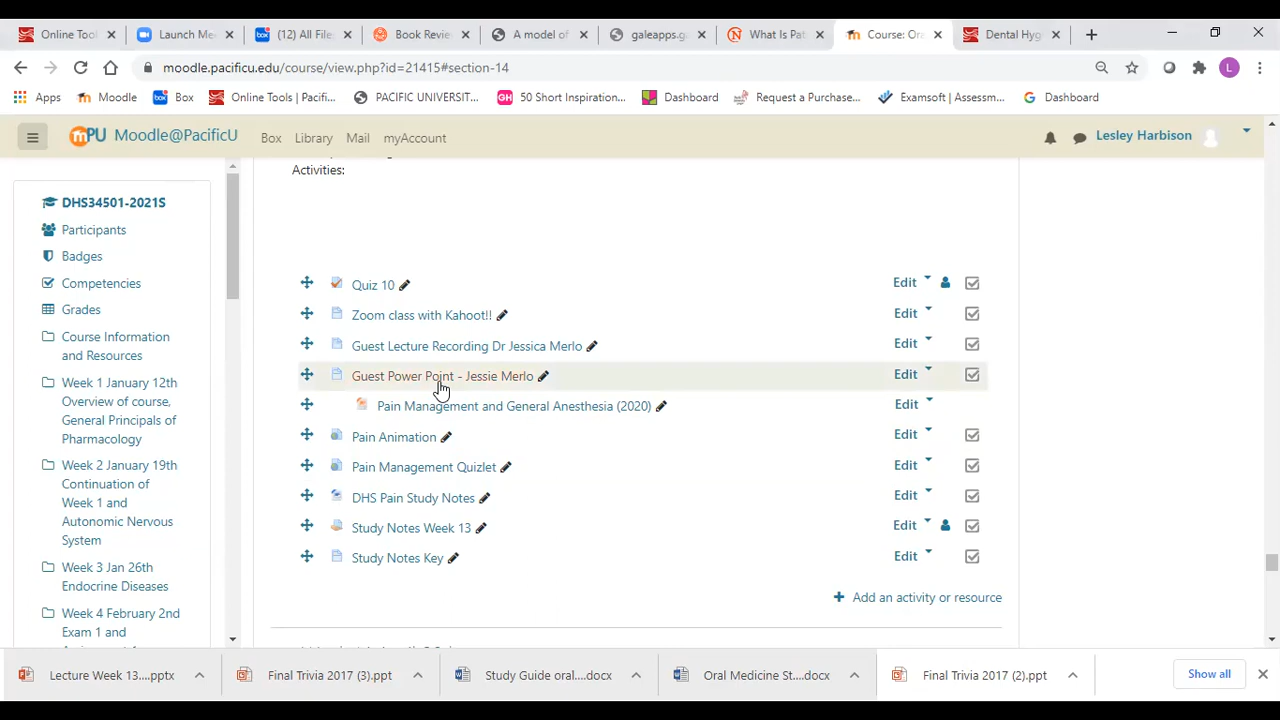 Online Tool
Launch Me
(12) All File
Book Revie
A model of
galeapps.g
What Is Pat
Course: Ora
Dental Hyg
moodle.pacificu.edu/course/view.php?id=21415#section-14
L
Apps
Moodle
Box
Online Tools | Pacifi...
PACIFIC UNIVERSIT...
GH
50 Short Inspiration...
Dashboard
Request a Purchase...
Examsoft | Assessm...
Dashboard
mPU Moodle@PacificU
Box
Library
Mail
myAccount
Lesley Harbison
DHS34501-2021S
Participants
Badges
Competencies
Grades
Course Information
and Resources
Week 1 January 12th
Overview of course,
General Principals of
Pharmacology
Week 2 January 19th
Continuation of
Week 1 and
Autonomic Nervous
System
Week 3 Jan 26th
Endocrine Diseases
Week 4 February 2nd
Exam 1 and
Activities:
Quiz 10 Edit
Zoom class with Kahoot!! Edit
Guest Lecture Recording Dr Jessica Merlo Edit
Guest Power Point - Jessie Merlo Edit
Pain Management and General Anesthesia (2020) Edit
Pain Animation Edit
Pain Management Quizlet Edit
DHS Pain Study Notes Edit
Study Notes Week 13 Edit
Study Notes Key Edit
+ Add an activity or resource
Lecture Week 13....pptx
Final Trivia 2017 (3).ppt
Study Guide oral....docx
Oral Medicine St....docx
Final Trivia 2017 (2).ppt
Show all